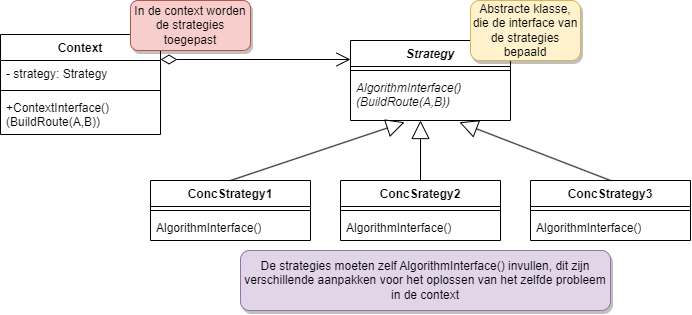 In de context worden
de strategies
toegepast
Abstracte klasse,
die de interface van
de strategies
bepaald
Context
- strategy: Strategy
+ContextInterface()
(BuildRoute(A,B))
Strategy
AlgorithmInterface()
(BuildRoute(A,B))
ConcStrategy1
AlgorithmInterface()
ConcSrategy2
AlgorithmInterface()
ConcStrategy3
AlgorithmInterface()
De strategies moeten zelf AlgorithmInterface() invullen, dit zijn
verschillende aanpakken voor het oplossen van het zelfde probleem
in de context